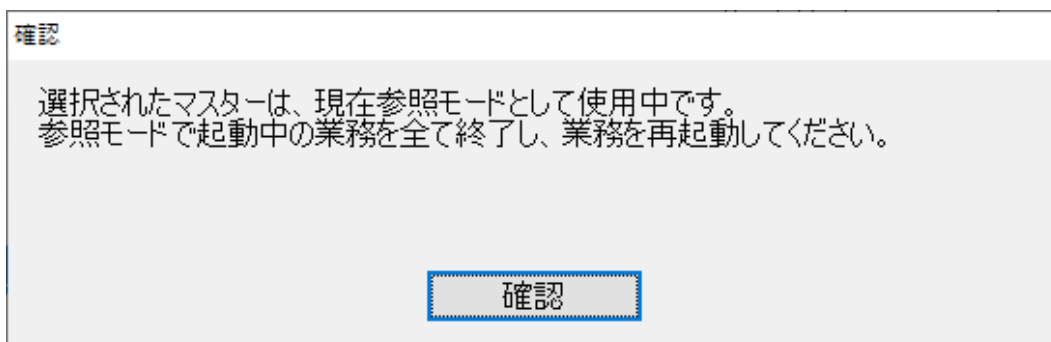 確認
選択されたマスターは、現在参照モードとして使用中です。
参照モードで起動中の業務を全て終了し、業務を再起動してください。
確認